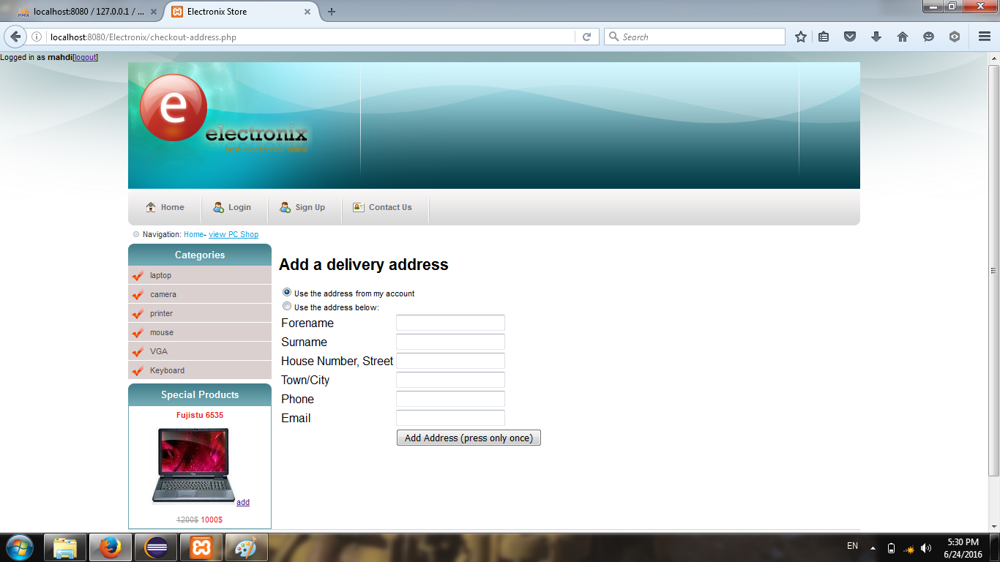 localhost:8080 / 127.0.0.1 / ...
Electronix Store
localhost:8080/Electronix/checkout-address.php
Search
Logged in as mahdi[logout]
e
electronix
Home
Login
Sign Up
Contact Us
Navigation: Home- view PC Shop
Categories
laptop
camera
printer
mouse
VGA
Keyboard
Special Products
Fujistu 6535
add
1200$ 1000$
Add a delivery address
Use the address from my account
Use the address below:
Forename
Surname
House Number, Street
Town/City
Phone
Email
Add Address (press only once)
EN
5:30 PM
6/24/2016